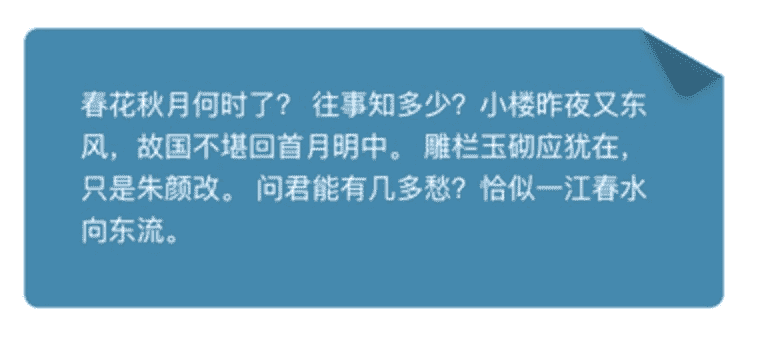 春花秋月何时了？ 往事知多少？小楼昨夜又东
风，故国不堪回首月明中。 雕栏玉砌应犹在，
只是朱颜改。 问君能有几多愁？恰似一江春水
向东流。